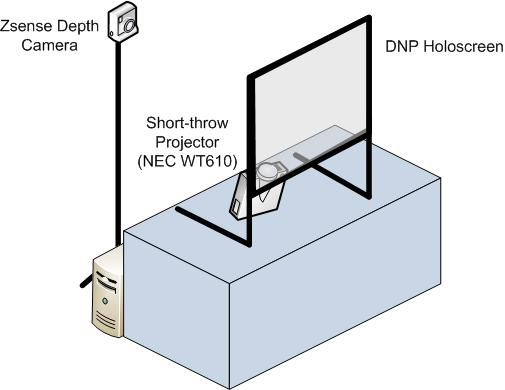 Zsense Depth
Camera
DNP Holoscreen
Short-throw
Projector
(NEC WT610)